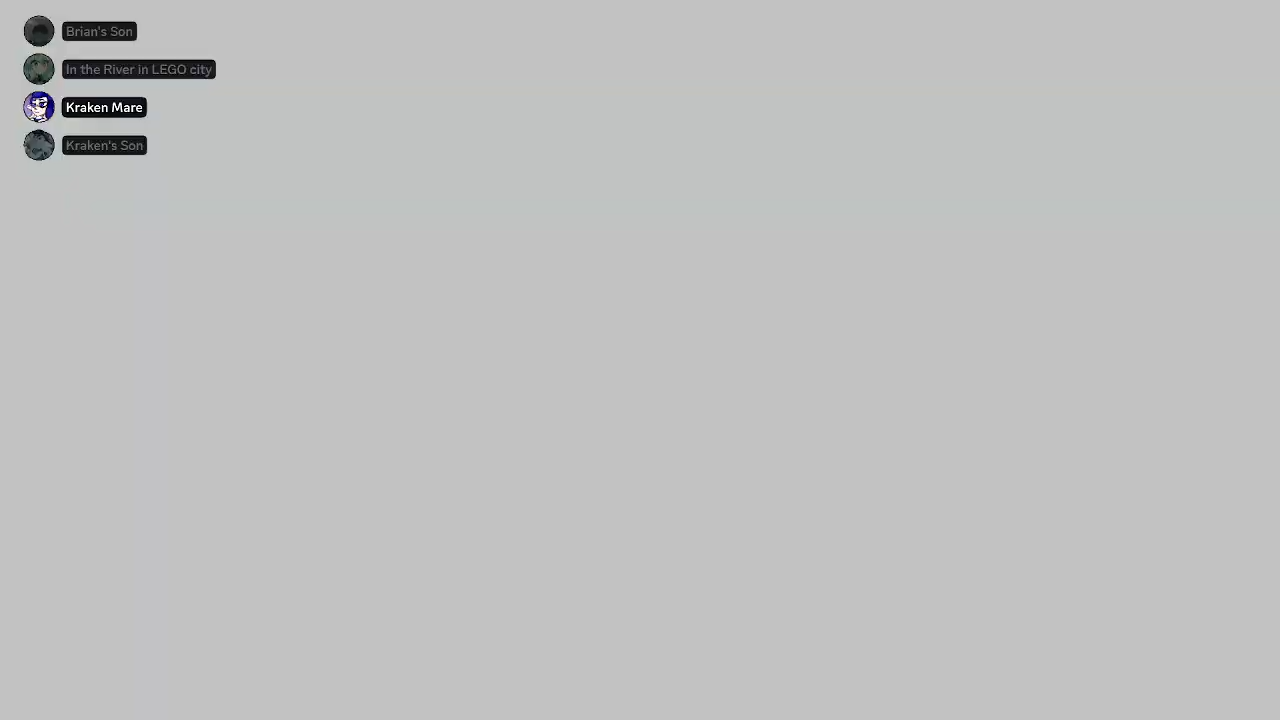 Brian's Son
In the River in LEGO city
Kraken Mare
Kraken's Son